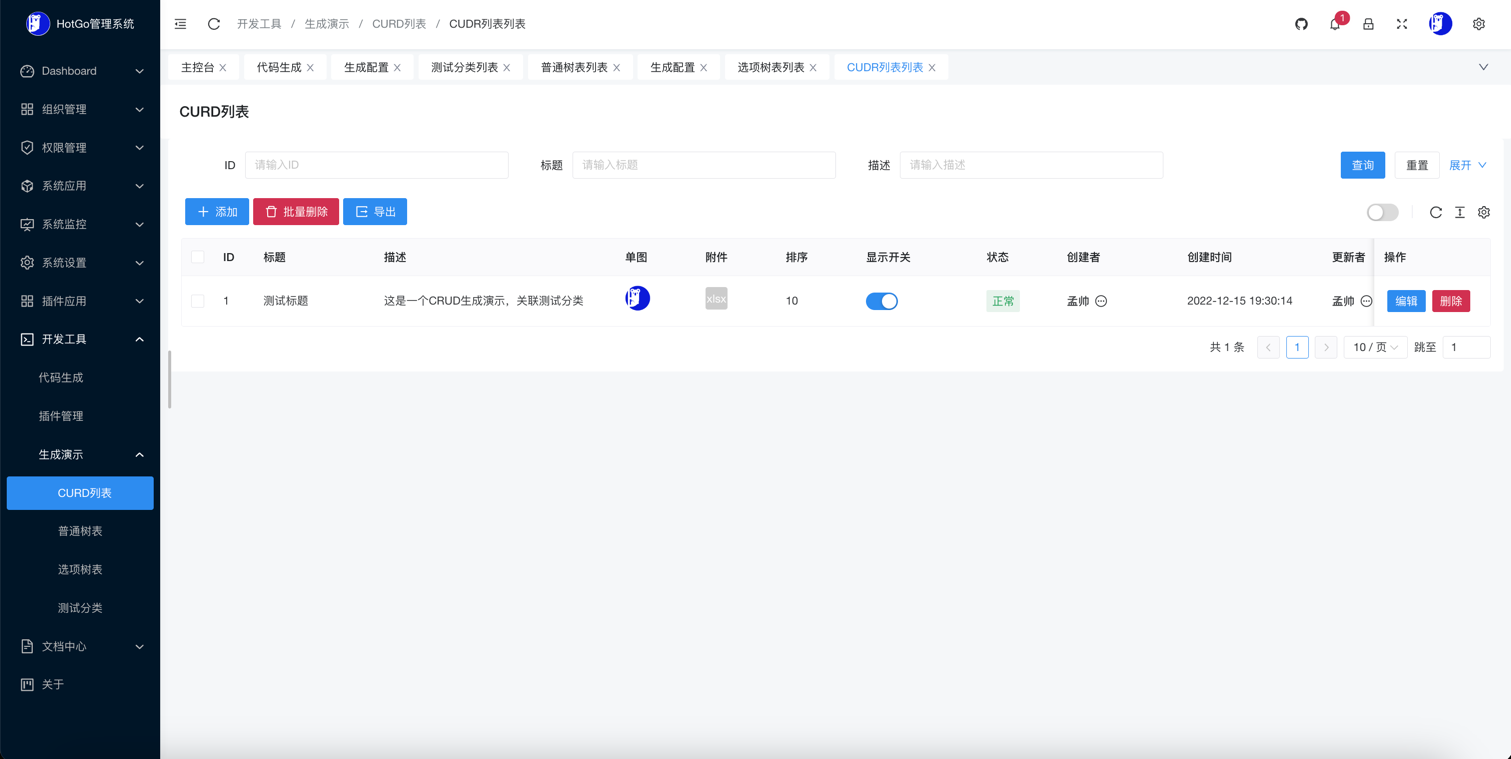 HotGo管理系统
Dashboard
组织管理
权限管理
系统应用
系统监控
系统设置
插件应用
开发工具
代码生成
插件管理
生成演示
CURD列表
普通树表
选项树表
测试分类
文档中心
关于
开发工具 / 生成演示 / CURD列表 / CUDR列表列表
1
主控台 代码生成 生成配置 测试分类列表 普通树表列表 生成配置 选项树表列表 CUDR列表列表
CURD列表
ID 请输入ID 标题 请输入标题 描述 请输入描述 查询 重置 展开
添加 批量删除 导出
ID 标题 描述 单图 附件 排序 显示开关 状态 创建者 创建时间 更新者 操作
1 测试标题 这是一个CRUD生成演示，关联测试分类 xlsx 10 正常 孟帅 2022-12-15 19:30:14 孟帅 编辑 删除
共 1 条 1 10 / 页 跳至 1